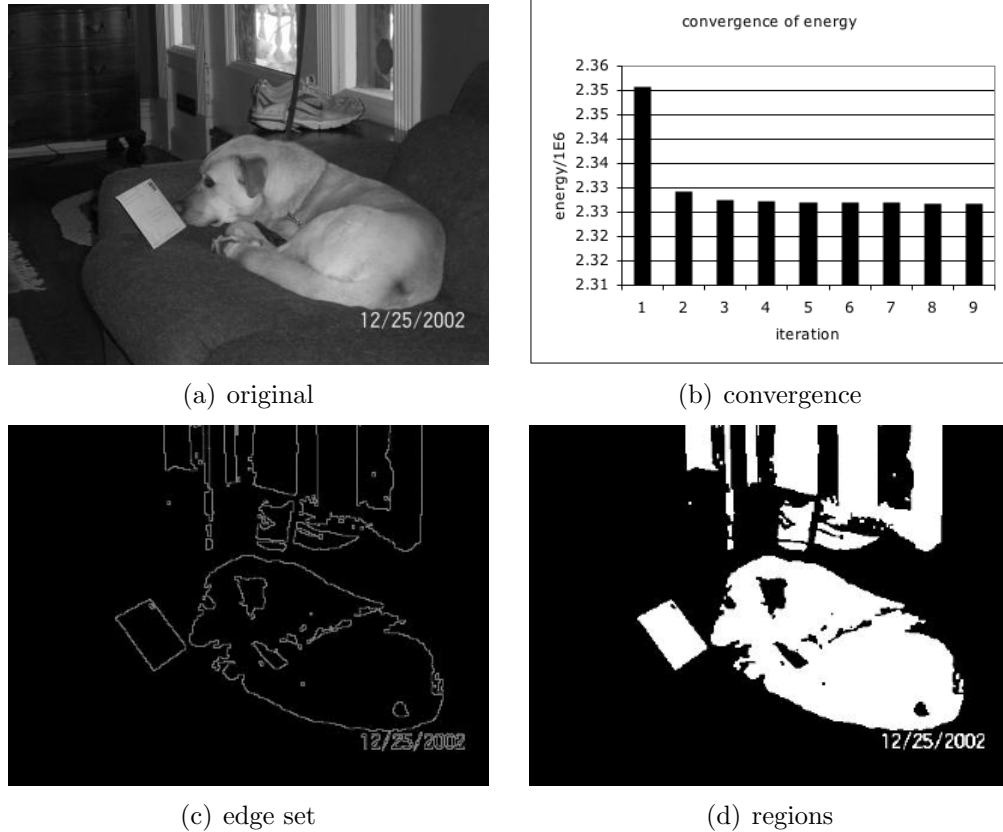 convergence of energy
2.36
2.35
2.34
2.34
2.33
2.33
2.32
2.32
2.31
energy/1E6
1 2 3 4 5 6 7 8 9
iteration
12/25/2002
(a) original
(b) convergence
12/25/2002
12/25/2002
(c) edge set
(d) regions